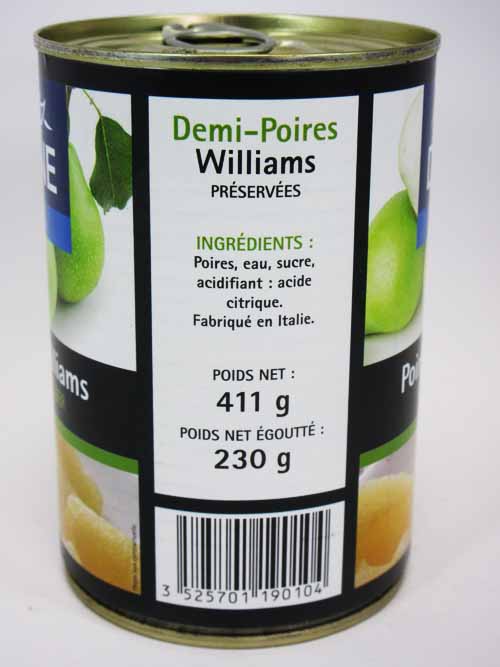 Demi-Poires
Williams
PRÉSERVÉES
INGRÉDIENTS :
Poires, eau, sucre,
acidifiant : acide
citrique.
Fabriqué en Italie.
POIDS NET :
411 g
POIDS NET ÉGOUTTÉ :
230 g
3 525701 190104